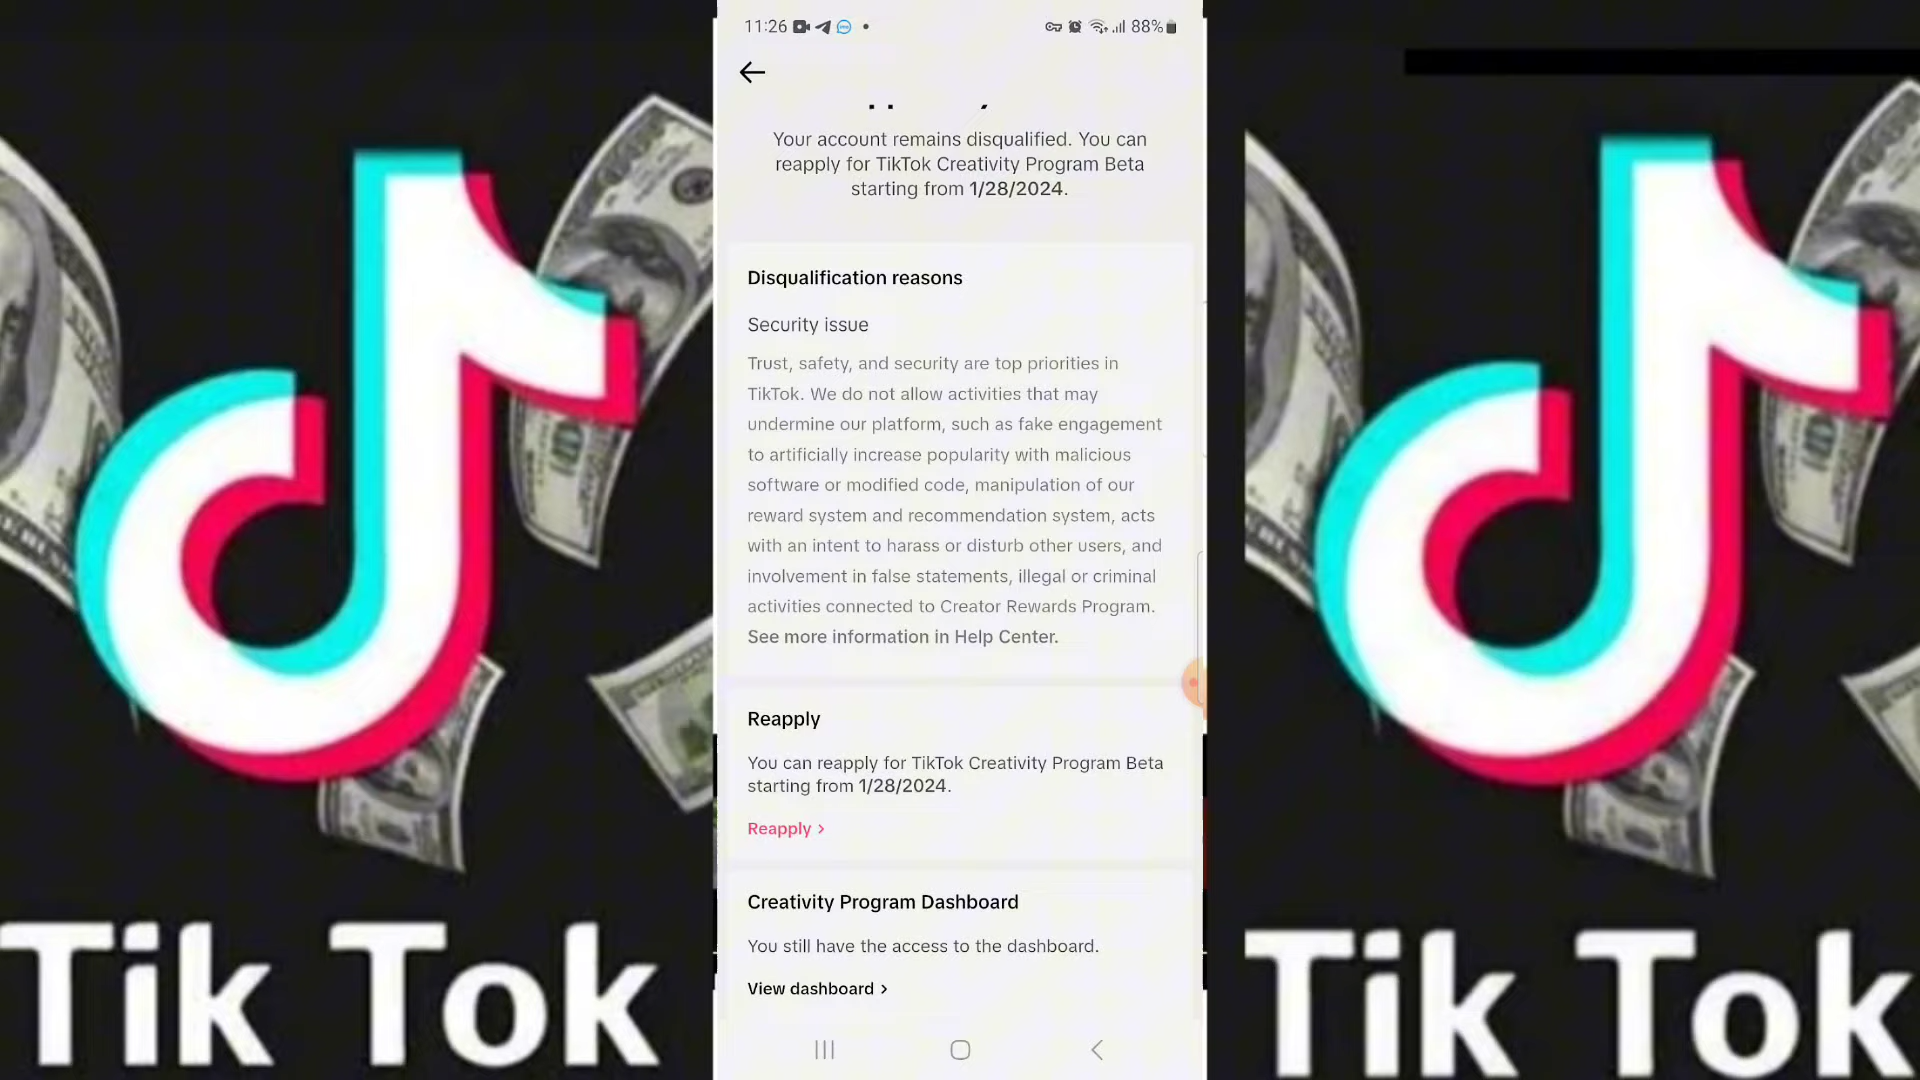 11:26
88%
Your account remains disqualified. You can
reapply for TikTok Creativity Program Beta
starting from 1/28/2024.
Disqualification reasons
Security issue
Trust, safety, and security are top priorities in
TikTok. We do not allow activities that may
undermine our platform, such as fake engagement
to artificially increase popularity with malicious
software or modified code, manipulation of our
reward system and recommendation system, acts
with an intent to harass or disturb other users, and
involvement in false statements, illegal or criminal
activities connected to Creator Rewards Program.
See more information in Help Center.
Reapply
You can reapply for TikTok Creativity Program Beta
starting from 1/28/2024.
Reapply >
Creativity Program Dashboard
You still have the access to the dashboard.
View dashboard >
Tik Tok
Tik Tok